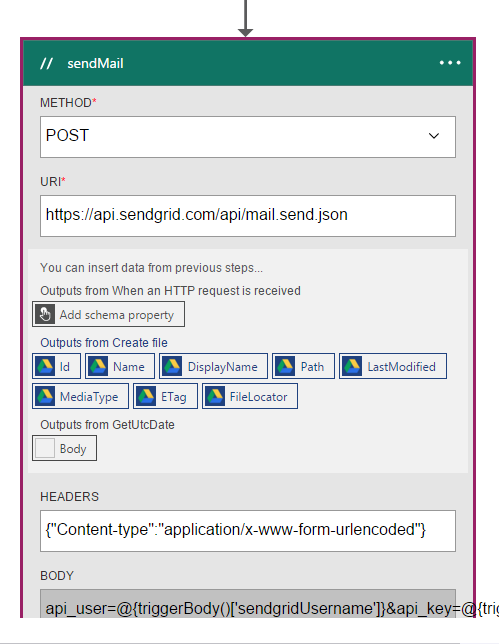 // sendMail ...
METHOD*
POST
URI*
https://api.sendgrid.com/api/mail.send.json
You can insert data from previous steps...
Outputs from When an HTTP request is received
Add schema property
Outputs from Create file
Id Name DisplayName Path LastModified
MediaType ETag FileLocator
Outputs from GetUtcDate
Body
HEADERS
{"Content-type":"application/x-www-form-urlencoded"}
BODY
api_user=@{triggerBody()['sendgridUsername']}&api_key=@{trig